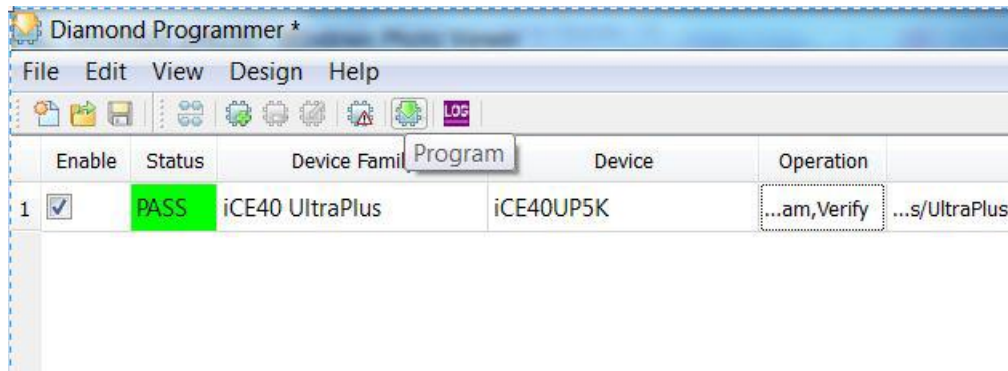 Diamond Programmer *
File Edit View Design Help
LOG
Program
Enable Status Device Famil Device Operation
1 PASS iCE40 UltraPlus iCE40UP5K ...am,Verify ...s/UltraPlus